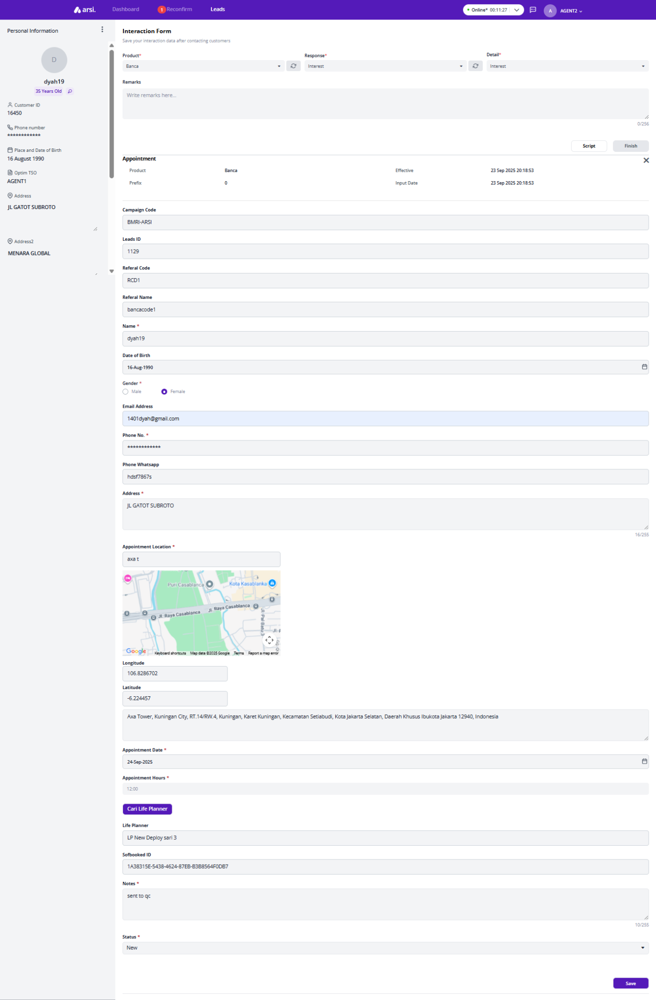 arsi.
Dashboard
1 Reconfirm
Leads
Online* 00:11:27
A
AGENT2
Personal Information
D
dyah19
35 Years Old
Customer ID
16450
Phone number
************
Place and Date of Birth
16 August 1990
Optim TSO
AGENT1
Address
JL GATOT SUBROTO
Address2
MENARA GLOBAL
Interaction Form
Save your interaction data after contacting customers
Product*
Banca
Response*
Interest
Detail*
Interest
Remarks
Write remarks here...
0/256
Script
Finish
Appointment
Product
Banca
Effective
23 Sep 2025 20:18:53
Prefix
0
Input Date
23 Sep 2025 20:18:53
Campaign Code
BMRI-ARSI
Leads ID
1129
Referal Code
RCD1
Referal Name
bancacode1
Name *
dyah19
Date of Birth
16-Aug-1990
Gender *
Male
Female
Email Address
1401dyah@gmail.com
Phone No. *
************
Phone Whatsapp
hdsf7867s
Address *
JL GATOT SUBROTO
16/255
Appointment Location *
axa t
Puri Casablanca
Kota Kasablanka
Jl. Raya Casablanca
Jl. Raya Casablanca
Jl. Pal Batu 3
Google
Keyboard shortcuts
Map data ©2025 Google
Terms
Report a map error
Longitude
106.8286702
Latitude
-6.224457
Axa Tower, Kuningan City, RT.14/RW.4, Kuningan, Karet Kuningan, Kecamatan Setiabudi, Kota Jakarta Selatan, Daerah Khusus Ibukota Jakarta 12940, Indonesia
Appointment Date *
24-Sep-2025
Appointment Hours *
12:00
Cari Life Planner
Life Planner
LP New Deploy sari 3
Sofbooked ID
1A38315E-5438-4624-87EB-B3B8564F0DB7
Notes *
sent to qc
10/255
Status *
New
Save